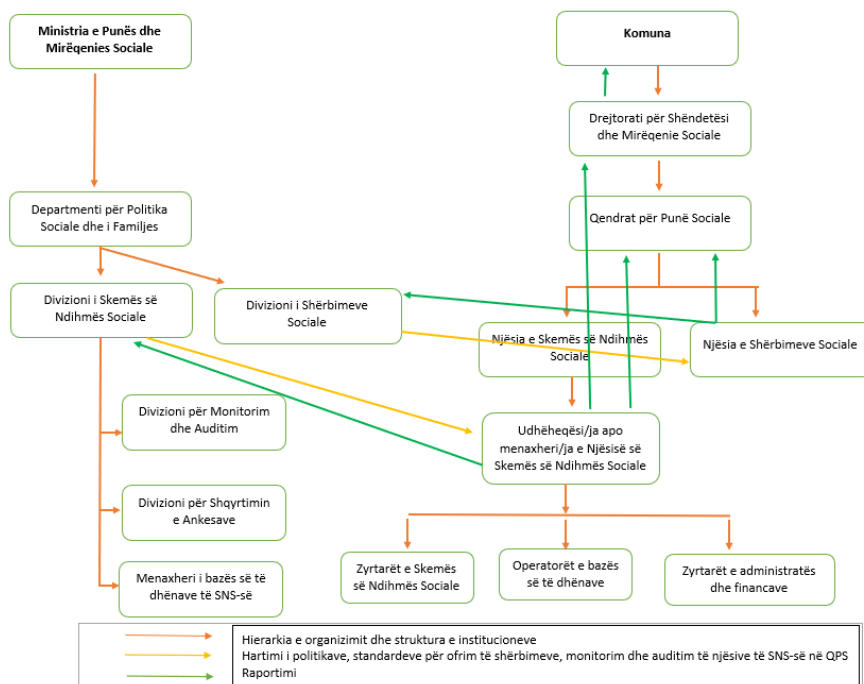 Ministria e Punës dhe
Mirëqenies Sociale
Komuna
Drejtorati për Shëndetësi
dhe Mirëqenie Sociale
Departmenti për Politika
Sociale dhe i Familjes
Qendrat për Punë Sociale
Divizioni i Skemës së
Ndihmës Sociale
Divizioni i Shërbimeve
Sociale
Njësia e Skemës së Ndihmës
Sociale
Njësia e Shërbimeve Sociale
Divizioni për Monitorim
dhe Auditim
Udhëheqësi/ja apo
menaxheri/ja e Njësisë së
Skemës së Ndihmës Sociale
Divizioni për Shqyrtimin
e Ankesave
Menaxheri i bazës së të
dhënave të SNS-së
Zyrtarët e Skemës
së Ndihmës Sociale
Operatorët e bazës
së të dhënave
Zyrtarët e administratës
dhe financave
Hierarkia e organizimit dhe struktura e institucioneve
Hartimi i politikave, standardeve për ofrim të shërbimeve, monitorim dhe auditim të njësive të SNS-së në QPS
Raportimi